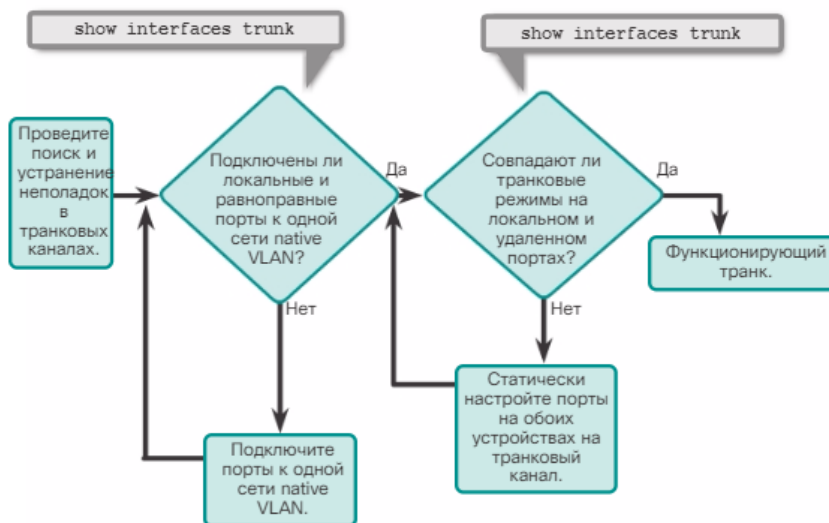 show interfaces trunk
show interfaces trunk
Проведите
поиск и
устранение
неполадок
в
транковых
каналах.
Подключены ли
локальные и
равноправные
порты к одной
сети native
VLAN?
Да
Нет
Подключите
порты к одной
сети native
VLAN.
Совпадают ли
транковые
режимы на
локальном и
удаленном
портах?
Да
Нет
Статически
настройте порты
на обоих
устройствах на
транковый
канал.
Функционирующий
транк.